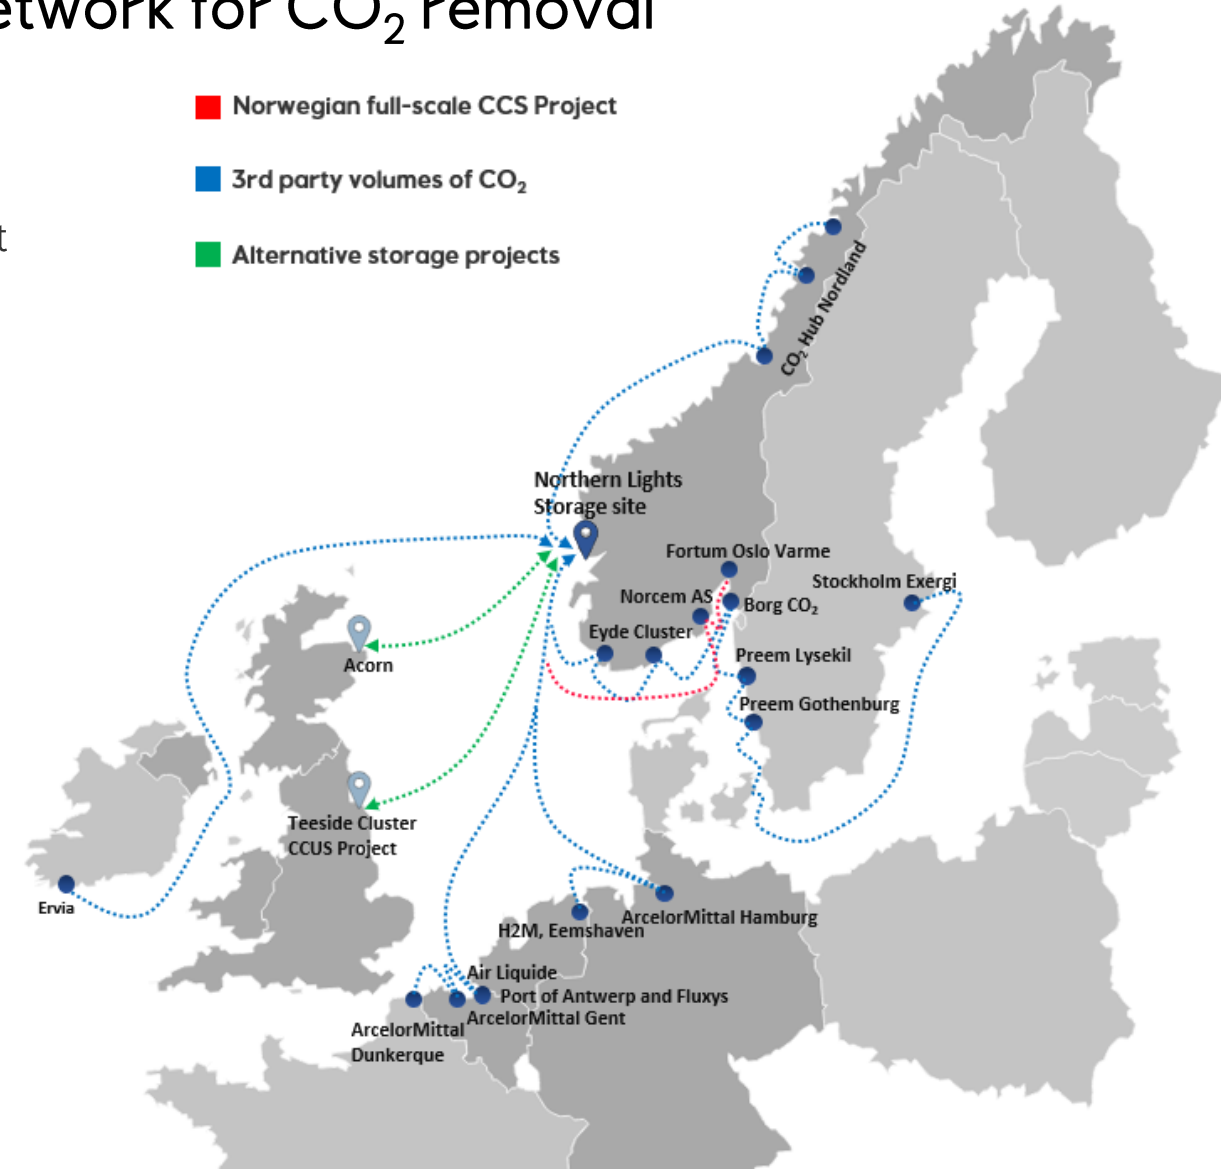 etwork for CO₂ removal
Norwegian full-scale CCS Project
3rd party volumes of CO₂
t
Alternative storage projects
CO₂ Hub Nordland
Northern Lights
Storage site
Fortum Oslo Varme
Stockholm Exergi
Norcem AS
Borg CO₂
Eyde Cluster
Acorn
Preem Lysekil
Preem Gothenburg
Teeside Cluster
CCUS Project
Ervia
ArcelorMittal Hamburg
H2M, Eemshaven
Air Liquide
Port of Antwerp and Fluxys
ArcelorMittal Gent
ArcelorMittal
Dunkerque